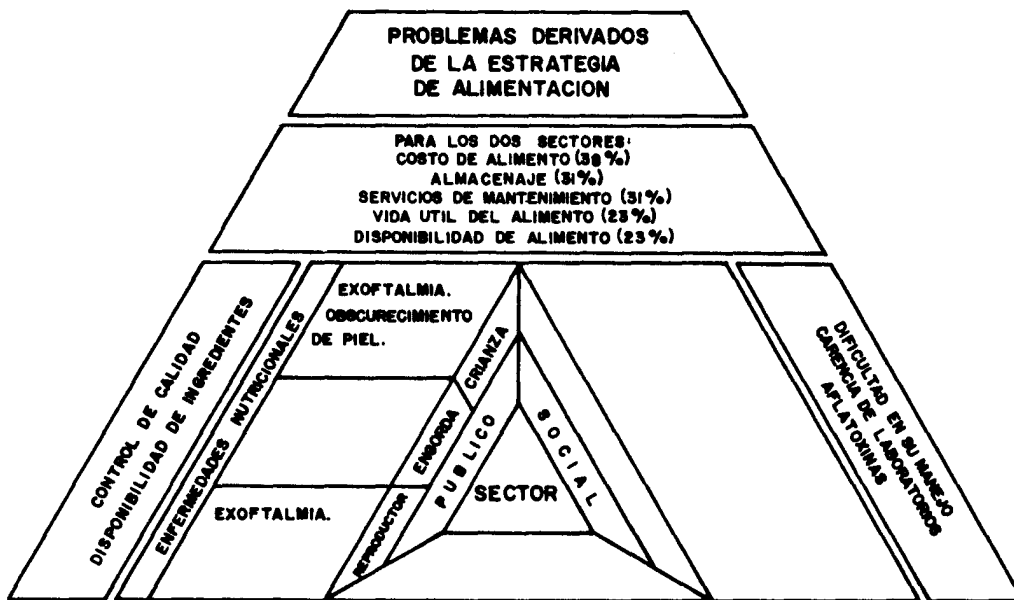 PROBLEMAS DERIVADOS
DE LA ESTRATEGIA
DE ALIMENTACION
PARA LOS DOS SECTORES:
COSTO DE ALIMENTO (38%)
ALMACENAJE (31%)
SERVICIOS DE MANTENIMIENTO (31%)
VIDA UTIL DEL ALIMENTO (23%)
DISPONIBILIDAD DE ALIMENTO (23%)
CONTROL DE CALIDAD
DISPONIBILIDAD DE INGREDIENTES
ENFERMEDADES NUTRICIONALES
EXOFTALMIA.
OBSCURECIMIENTO
DE PIEL.
EXOFTALMIA.
CRIANZA
ENGORDA
REPRODUCTOR
PUBLICO
SOCIAL
SECTOR
DIFICULTAD EN SU MANEJO
CARENCIA DE LABORATORIOS
AFLATOXINAS